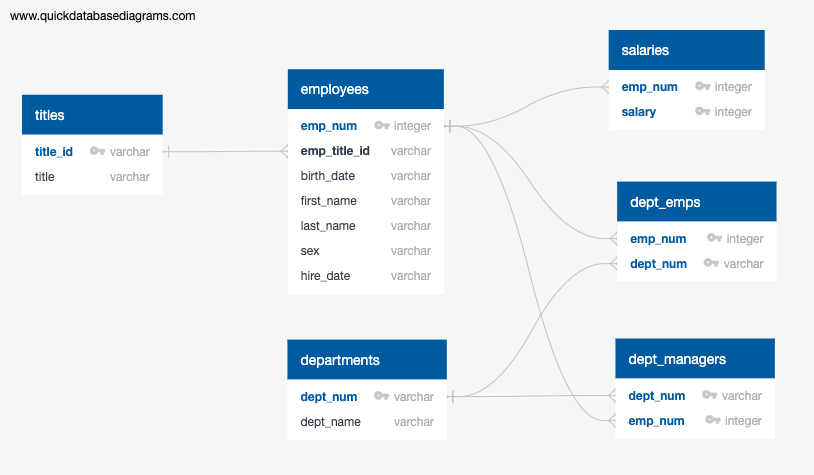 www.quickdatabasediagrams.com
titles
title_id varchar
title varchar
employees
emp_num integer
emp_title_id varchar
birth_date varchar
first_name varchar
last_name varchar
sex varchar
hire_date varchar
departments
dept_num varchar
dept_name varchar
salaries
emp_num integer
salary integer
dept_emps
emp_num integer
dept_num varchar
dept_managers
dept_num varchar
emp_num integer